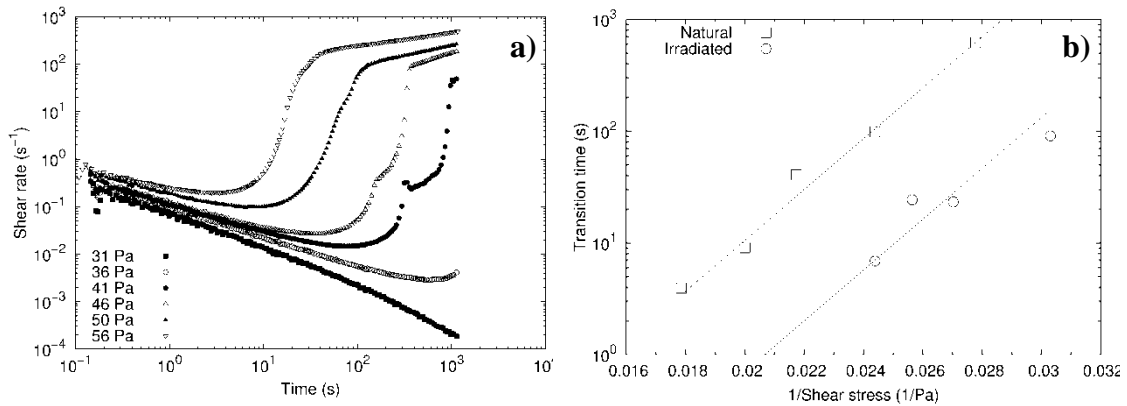 a)
10³
10²
10¹
10⁰
10⁻¹
10⁻²
10⁻³
10⁻⁴
Shear rate (s⁻¹)
31 Pa
36 Pa
41 Pa
46 Pa
50 Pa
56 Pa
10⁻¹ 10⁰ 10¹ 10² 10³ 10⁴
Time (s)
b)
Natural
Irradiated
10³
10²
10¹
10⁰
Transition time (s)
0.016 0.018 0.02 0.022 0.024 0.026 0.028 0.03 0.032
1/Shear stress (1/Pa)